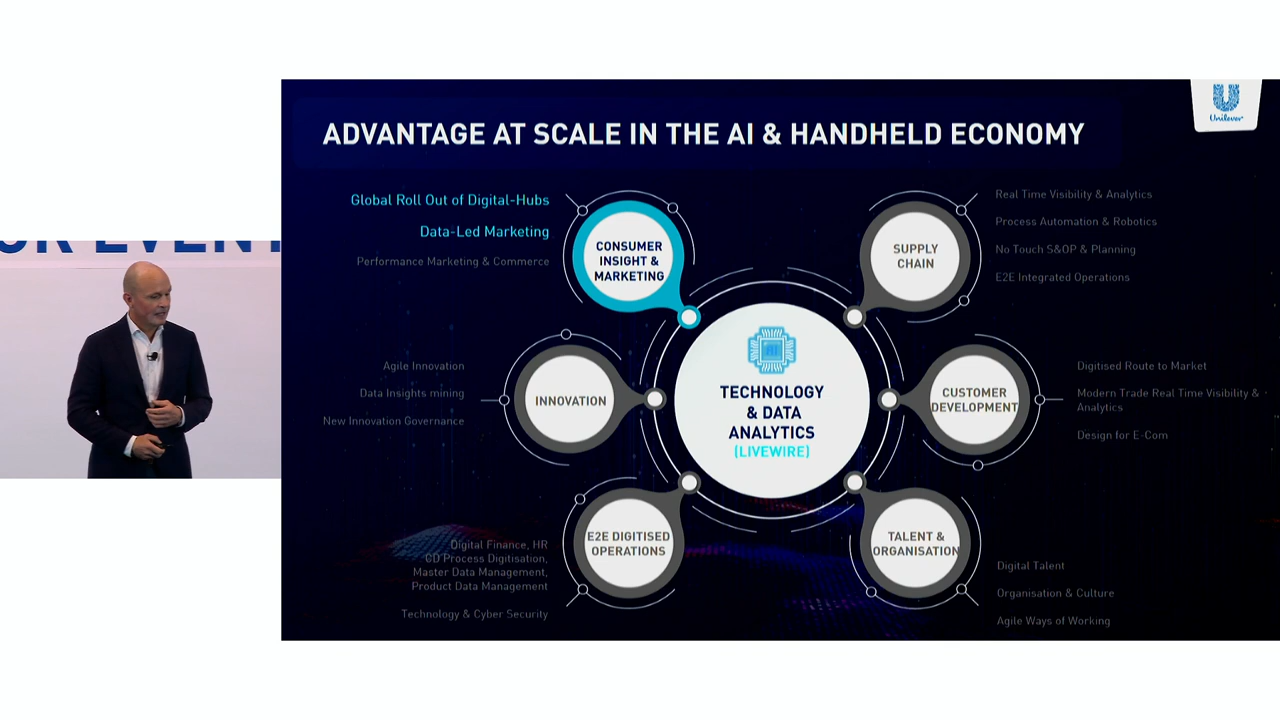 ADVANTAGE AT SCALE IN THE AI & HANDHELD ECONOMY
Unilever
Global Roll Out of Digital-Hubs
Data-Led Marketing
Performance Marketing & Commerce
CONSUMER
INSIGHT &
MARKETING
SUPPLY
CHAIN
Real Time Visibility & Analytics
Process Automation & Robotics
No Touch S&OP & Planning
E2E Integrated Operations
OR EVENT
Agile Innovation
Data Insights mining
New Innovation Governance
INNOVATION
AI
TECHNOLOGY
& DATA
ANALYTICS
(LIVEWIRE)
CUSTOMER
DEVELOPMENT
Digitised Route to Market
Modern Trade Real Time Visibility &
Analytics
Design for E-Com
Digital Finance, HR
CD Process Digitisation,
Master Data Management,
Product Data Management
Technology & Cyber Security
E2E DIGITISED
OPERATIONS
TALENT &
ORGANISATION
Digital Talent
Organisation & Culture
Agile Ways of Working